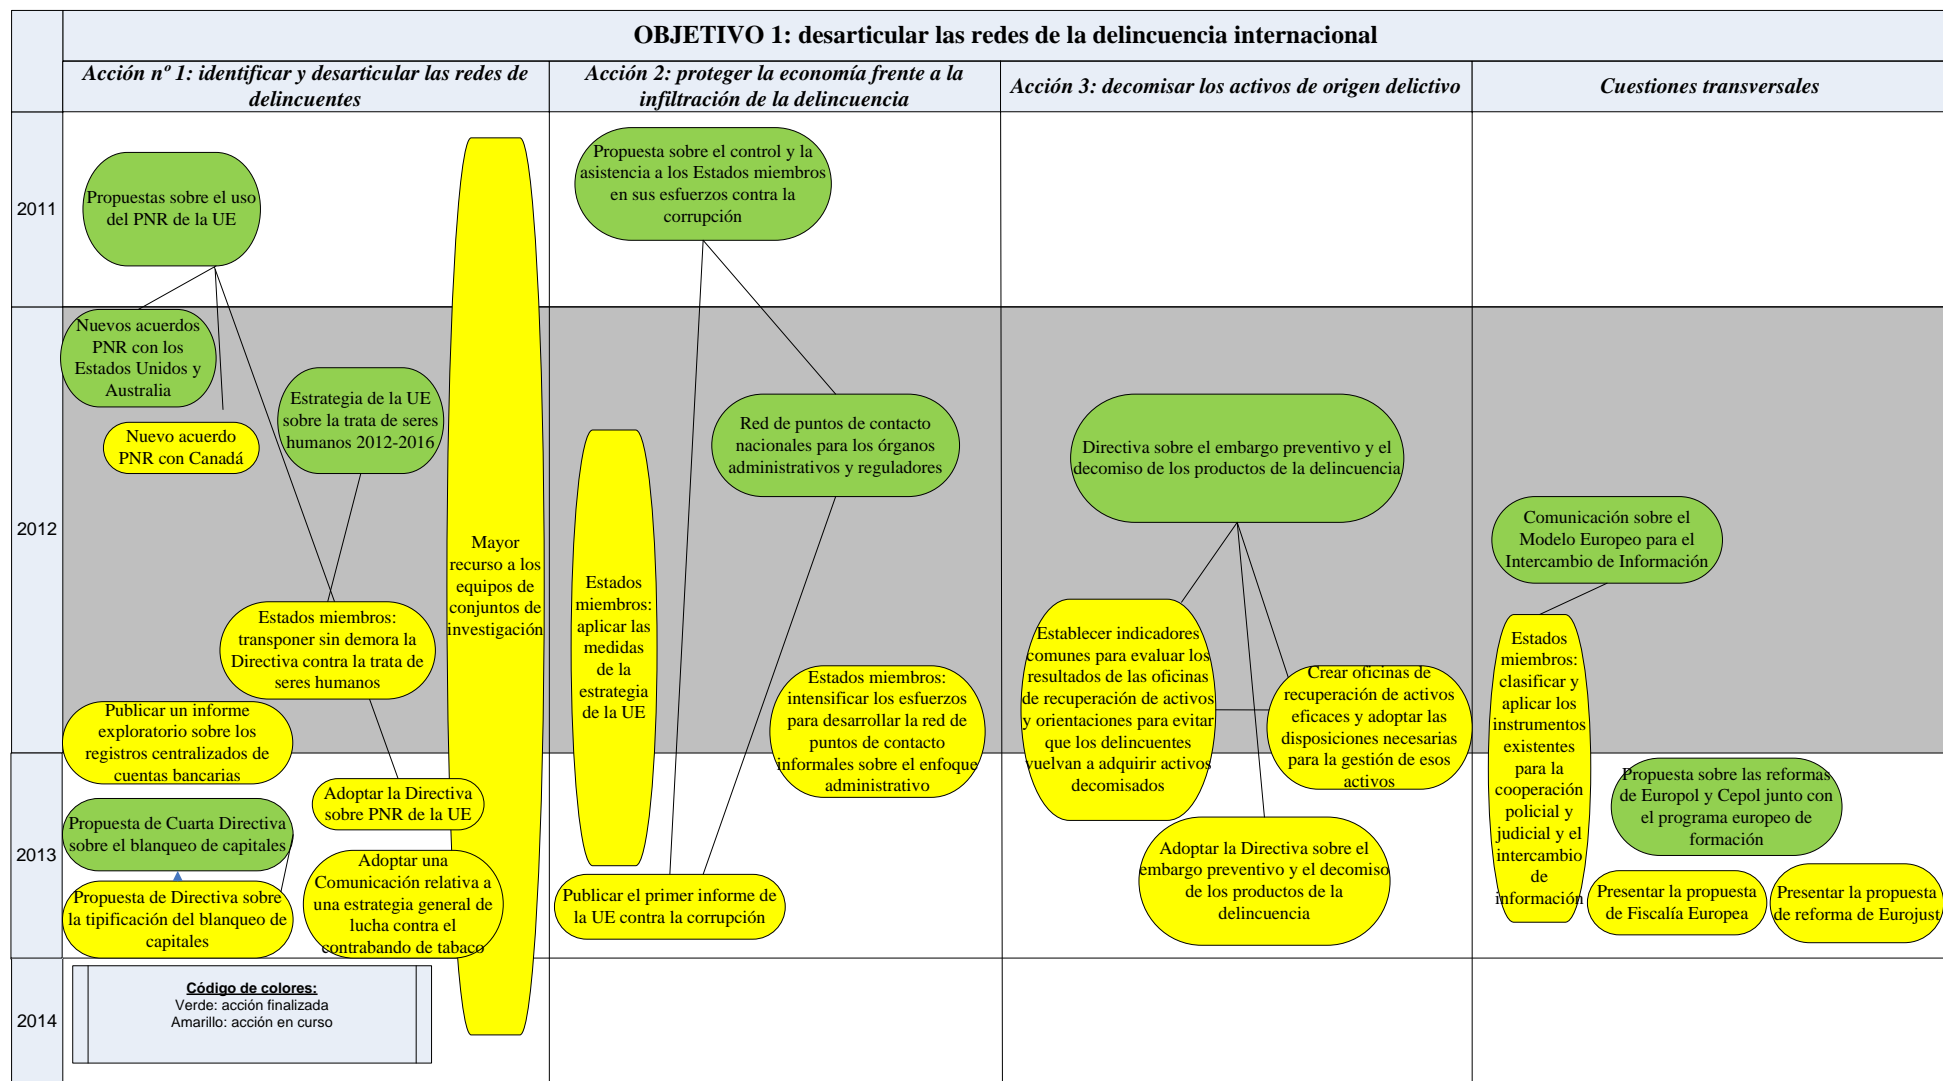 OBJETIVO 1: desarticular las redes de la delincuencia internacional
Acción nº 1: identificar y desarticular las redes de
delincuentes
Acción 2: proteger la economía frente a la
infiltración de la delincuencia
Acción 3: decomisar los activos de origen delictivo
Cuestiones transversales
2011
Propuestas sobre el uso
del PNR de la UE
Propuesta sobre el control y la
asistencia a los Estados miembros
en sus esfuerzos contra la
corrupción
2012
Nuevos acuerdos
PNR con los
Estados Unidos y
Australia
Nuevo acuerdo
PNR con Canadá
Estrategia de la UE
sobre la trata de seres
humanos 2012-2016
Estados miembros:
transponer sin demora la
Directiva contra la trata de
seres humanos
Mayor
recurso a los
equipos de
conjuntos de
investigación
Publicar un informe
exploratorio sobre los
registros centralizados de
cuentas bancarias
Estados
miembros:
aplicar las
medidas
de la
estrategia
de la UE
Red de puntos de contacto
nacionales para los órganos
administrativos y reguladores
Estados miembros:
intensificar los esfuerzos
para desarrollar la red de
puntos de contacto
informales sobre el enfoque
administrativo
Directiva sobre el embargo preventivo y el
decomiso de los productos de la delincuencia
Establecer indicadores
comunes para evaluar los
resultados de las oficinas
de recuperación de activos
y orientaciones para evitar
que los delincuentes
vuelvan a adquirir activos
decomisados
Crear oficinas de
recuperación de activos
eficaces y adoptar las
disposiciones necesarias
para la gestión de esos
activos
Comunicación sobre el
Modelo Europeo para el
Intercambio de Información
Estados
miembros:
clasificar y
aplicar los
instrumentos
existentes
para la
cooperación
policial y
judicial y el
intercambio
de
información
2013
Adoptar la Directiva
sobre PNR de la UE
Propuesta de Cuarta Directiva
sobre el blanqueo de capitales
Propuesta de Directiva sobre
la tipificación del blanqueo de
capitales
Adoptar una
Comunicación relativa a
una estrategia general de
lucha contra el
contrabando de tabaco
Publicar el primer informe de
la UE contra la corrupción
Adoptar la Directiva sobre el
embargo preventivo y el decomiso
de los productos de la
delincuencia
Propuesta sobre las reformas
de Europol y Cepol junto con
el programa europeo de
formación
Presentar la propuesta
de Fiscalía Europea
Presentar la propuesta
de reforma de Eurojust
2014
Código de colores:
Verde: acción finalizada
Amarillo: acción en curso